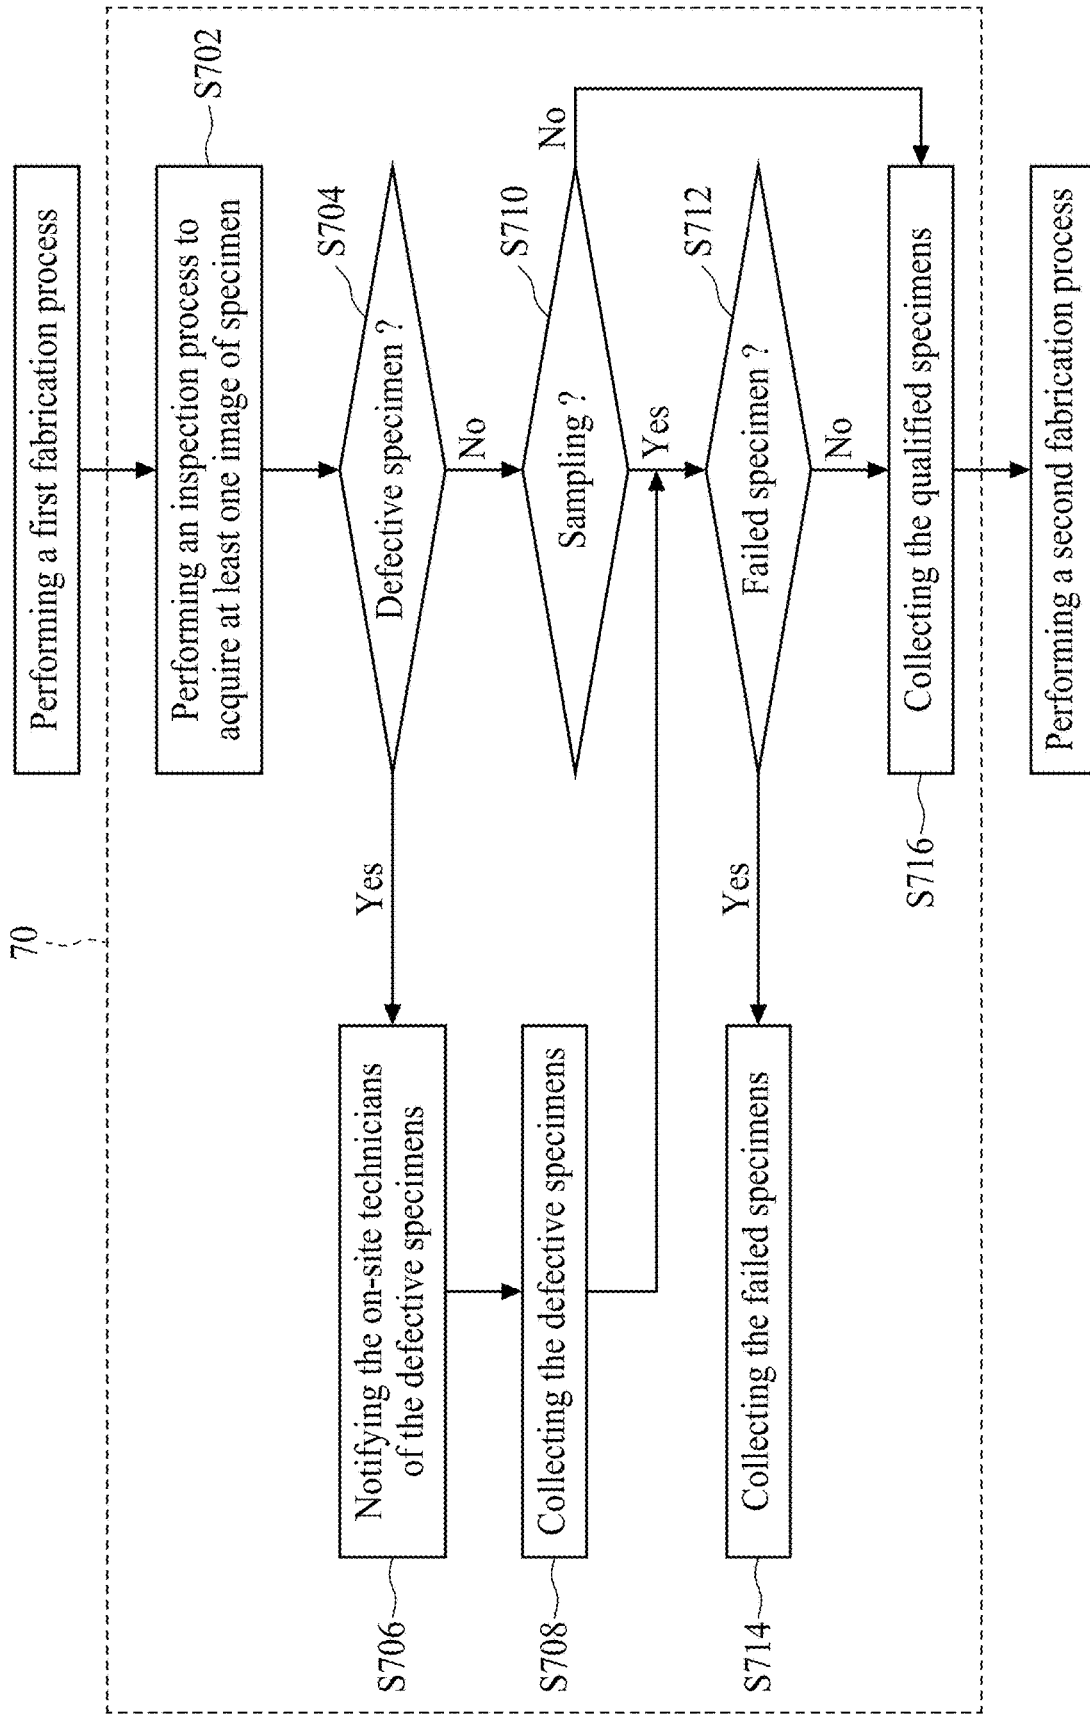 70
Performing a first fabrication process
Performing an inspection process to
acquire at least one image of specimen
S702
Defective specimen ?
S704
Yes
No
Notifying the on-site technicians
of the defective specimens
S706
Collecting the defective specimens
S708
Sampling ?
S710
No
Yes
Failed specimen ?
S712
Yes
No
Collecting the failed specimens
S714
Collecting the qualified specimens
S716
Performing a second fabrication process